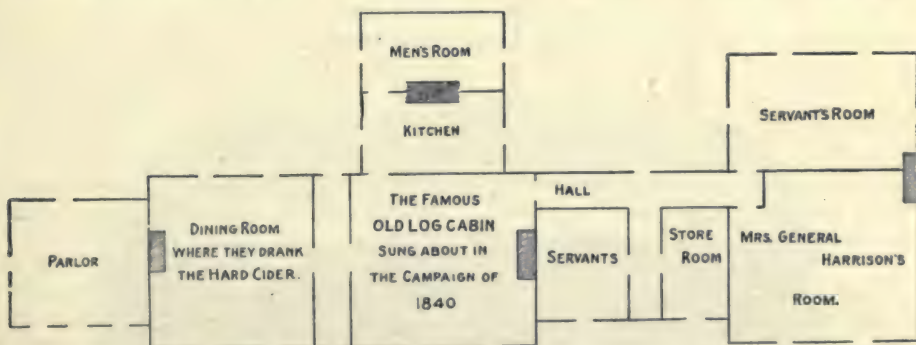 MEN'S ROOM
KITCHEN
SERVANT'S ROOM
PARLOR
DINING ROOM
WHERE THEY DRANK
THE HARD CIDER.
THE FAMOUS
OLD LOG CABIN
SUNG ABOUT IN
THE CAMPAIGN OF
1840
HALL
SERVANTS
STORE
ROOM
MRS. GENERAL
HARRISON'S
ROOM.